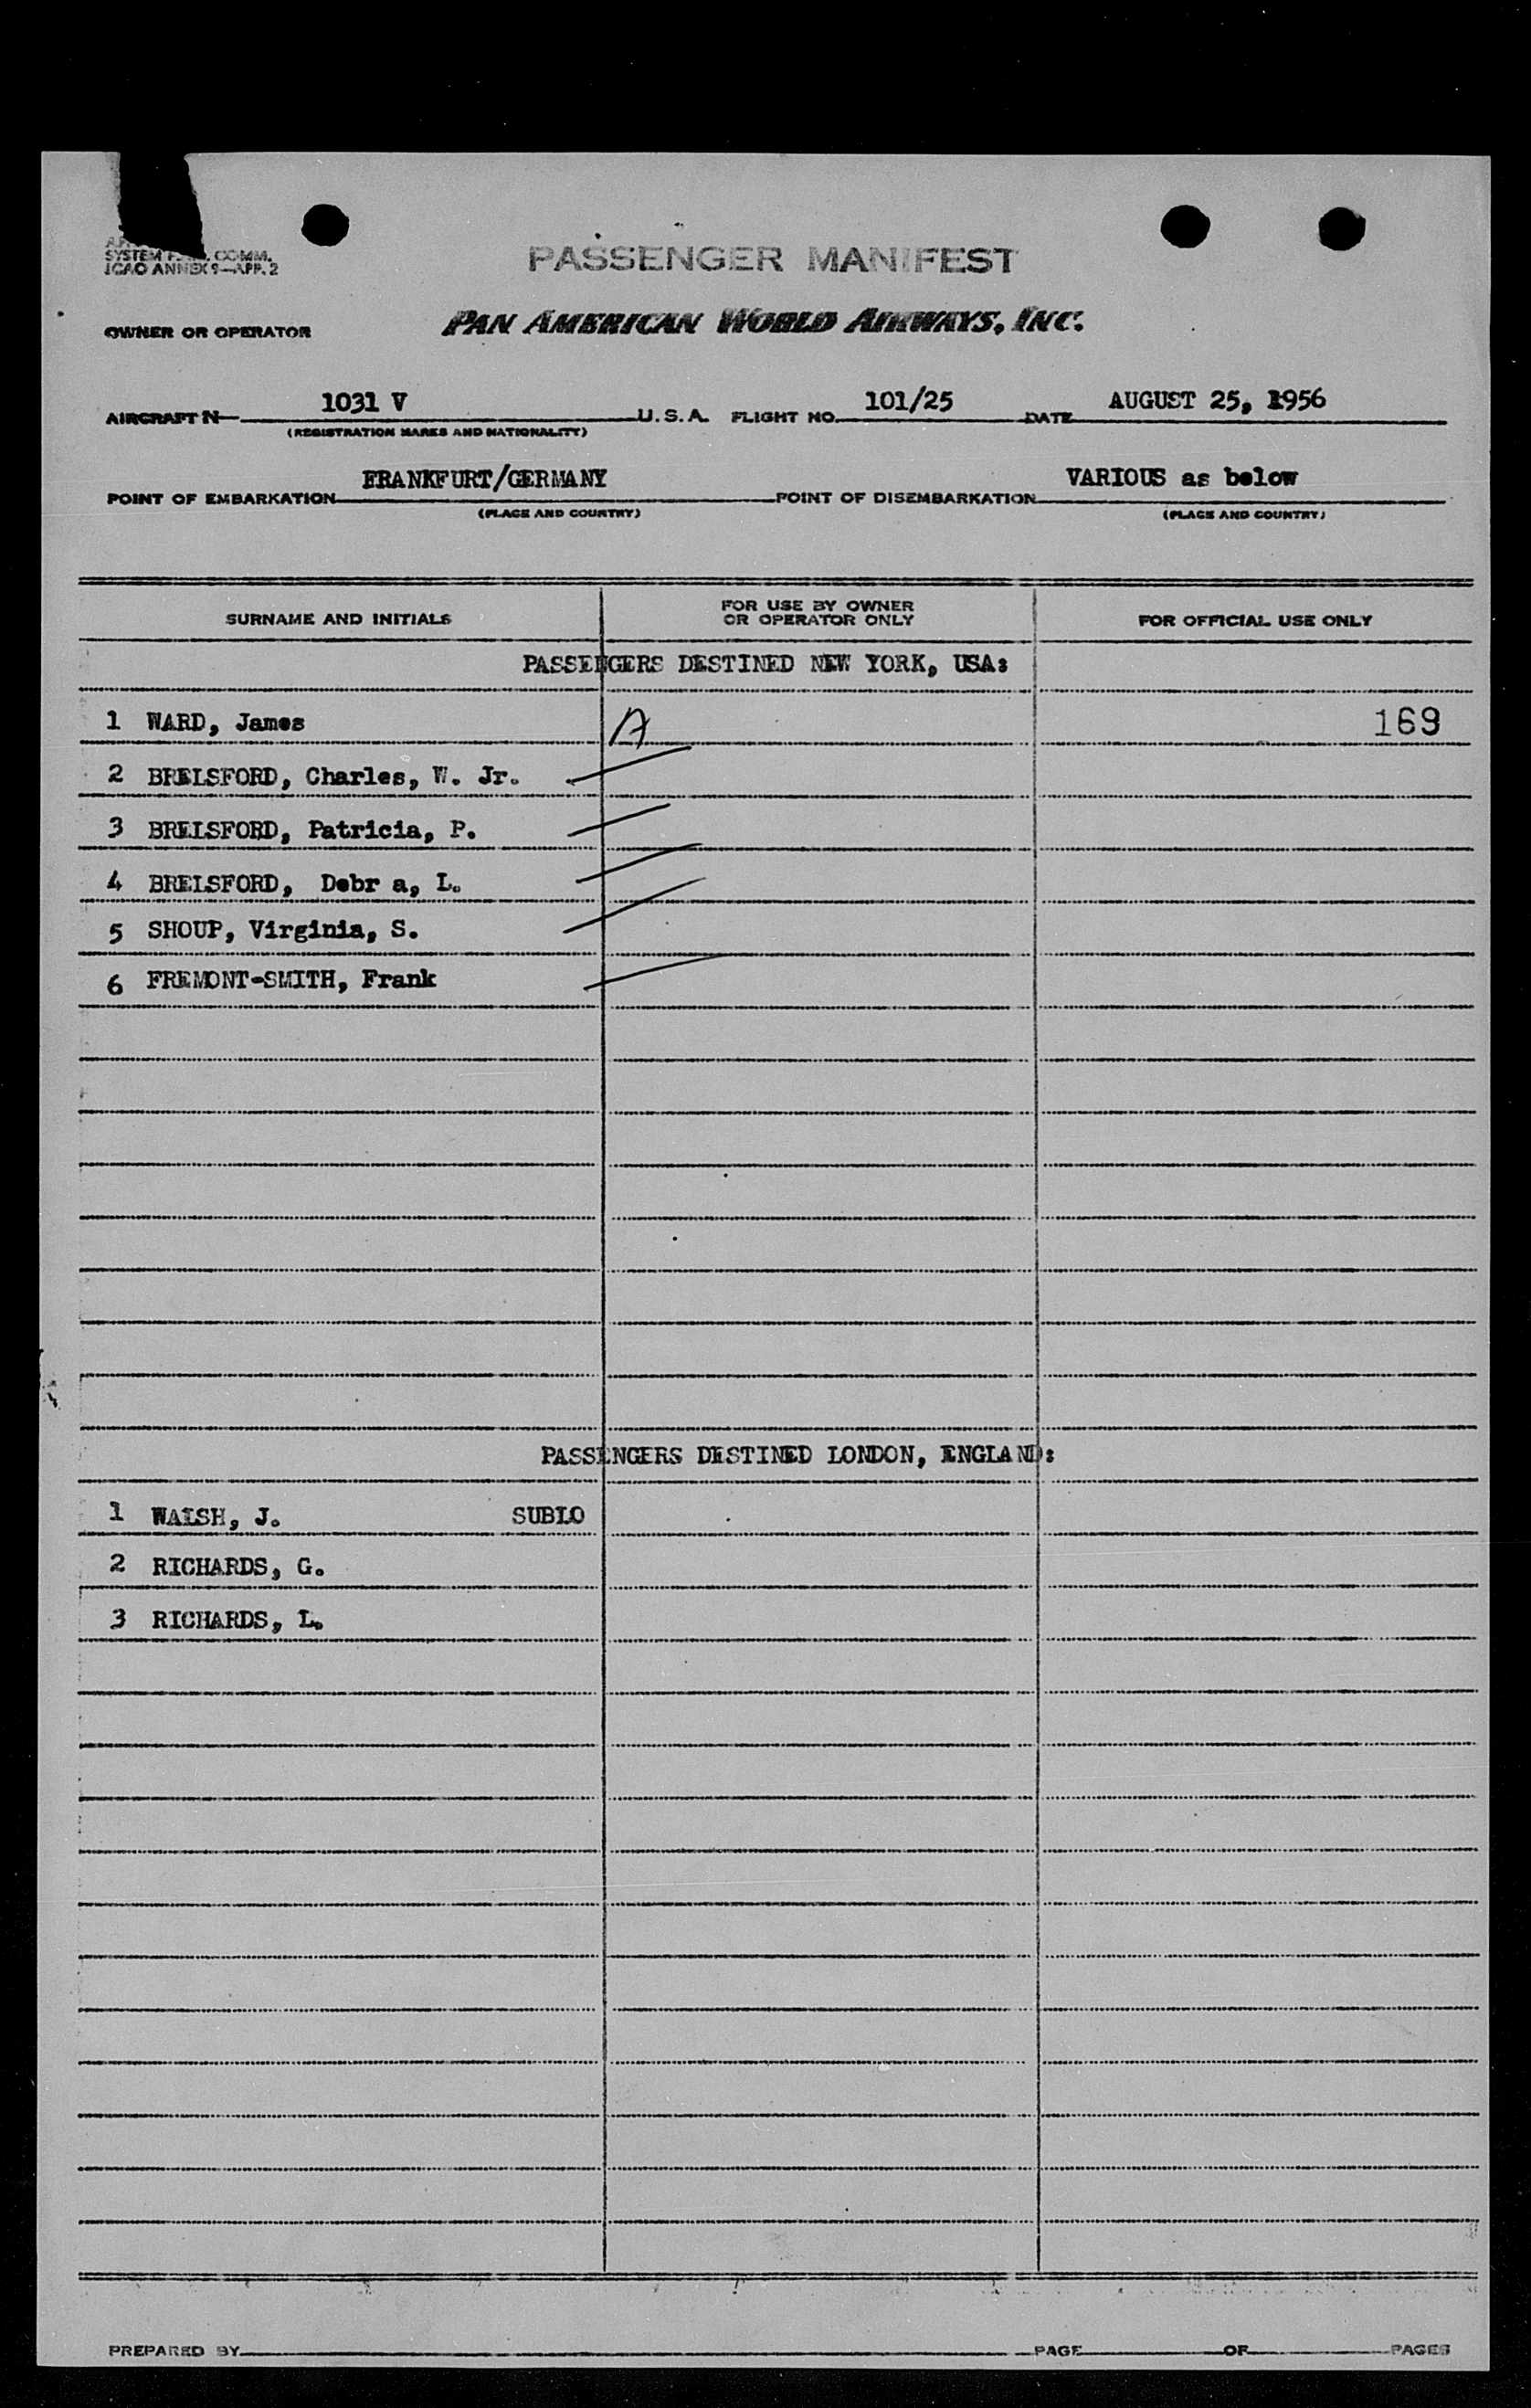 SYSTEM F COMM.
ICAO ANNEX 9—APP. 2
PASSENGER MANIFEST
OWNER OR OPERATOR PAN AMERICAN WORLD AIRWAYS, INC.
AIRCRAFT N— 1031 V U.S.A. FLIGHT NO. 101/25 DATE AUGUST 25, 1956
(REGISTRATION MARKS AND NATIONALITY)
POINT OF EMBARKATION FRANKFURT/GERMANY POINT OF DISEMBARKATION VARIOUS as below
(PLACE AND COUNTRY) (PLACE AND COUNTRY)
SURNAME AND INITIALS FOR USE BY OWNER OR OPERATOR ONLY FOR OFFICIAL USE ONLY
PASSENGERS DESTINED NEW YORK, USA:
1 WARD, James A 169
2 BRELSFORD, Charles, W. Jr.
3 BRELSFORD, Patricia, P.
4 BRELSFORD, Debr a, L.
5 SHOUP, Virginia, S.
6 FREMONT-SMITH, Frank
PASSENGERS DESTINED LONDON, ENGLAND:
1 WALSH, J. SUBLO
2 RICHARDS, G.
3 RICHARDS, L.
PREPARED BY PAGE OF PAGES